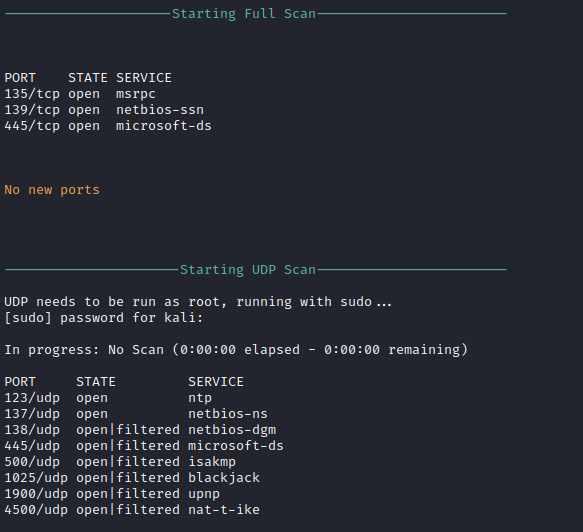 ---------------------Starting Full Scan------------------------
PORT    STATE SERVICE
135/tcp open  msrpc
139/tcp open  netbios-ssn
445/tcp open  microsoft-ds
No new ports
----------------------Starting UDP Scan------------------------
UDP needs to be run as root, running with sudo...
[sudo] password for kali:
In progress: No Scan (0:00:00 elapsed - 0:00:00 remaining)
PORT     STATE         SERVICE
123/udp  open          ntp
137/udp  open          netbios-ns
138/udp  open|filtered netbios-dgm
445/udp  open|filtered microsoft-ds
500/udp  open|filtered isakmp
1025/udp open|filtered blackjack
1900/udp open|filtered upnp
4500/udp open|filtered nat-t-ike